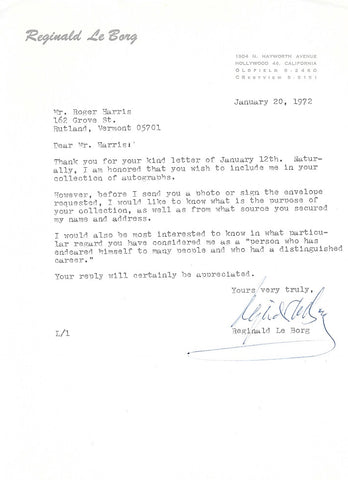 Reginald Le Borg
1304 N. HAYWORTH AVENUE
HOLLYWOOD 46, CALIFORNIA
OLDFIELD
CRESTVIEW
January 20, 1972
Mr. Roger Harris
162 Grove St.
Rutland, Vermont 05701
Dear Mr. Harris:
Thank you for your kind letter of January 12th. Natur-
ally, I am honored that you wish to include me in your
collection of autographs.
However, before I send you a photo or sign the envelope
requested, I would like to know what is the purpose of
your collection, as well as from what source you secured
my name and address.
I would also be most interested to know in what particu-
lar regard you have considered me as a "person who has
endeared himself to many people and who had a distinguished
career."
Your reply will certainly be appreciated.
Yours very truly,
Reginald Le Borg
Reginald Le Borg
L/l